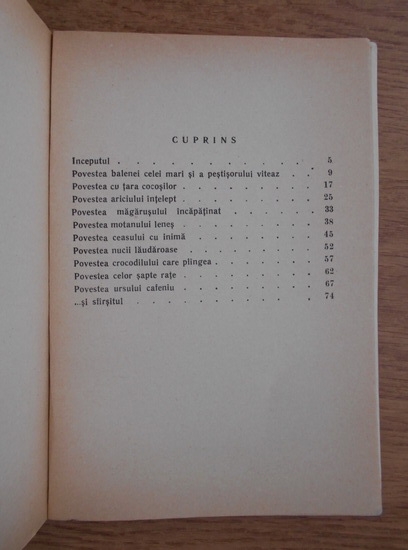 CUPRINS
Inceputul . . . . . . . . . . . 5
Povestea balenei celei mari și a peștișorului viteaz . . 9
Povestea cu țara cocoșilor . . . . . . . 17
Povestea ariciului înțelept . . . . . . . 25
Povestea măgărușului încăpăținat . . . . . . 33
Povestea motanului leneș . . . . . . . 38
Povestea ceasului cu inimă . . . . . . . 45
Povestea nucii lăudăroase . . . . . . . 52
Povestea crocodilului care plîngea . . . . . . 57
Povestea celor șapte rațe . . . . . . . 62
Povestea ursului cafeniu . . . . . . . 67
...și sfîrșitul . . . . . . . . . . 74